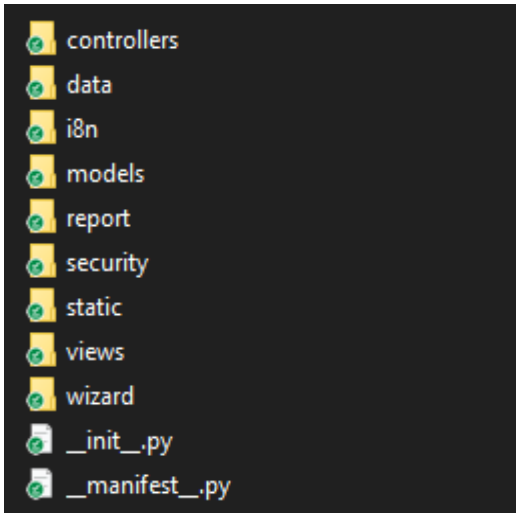 controllers
data
i8n
models
report
security
static
views
wizard
__init__.py
__manifest__.py